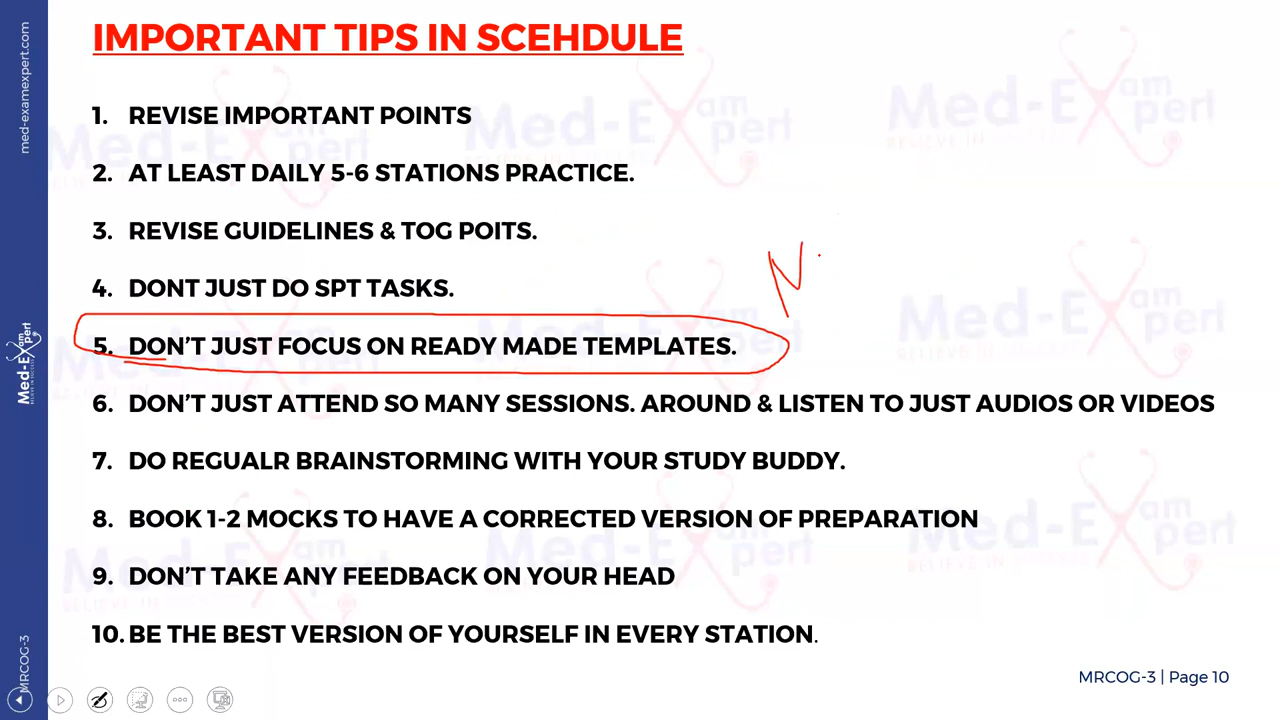 IMPORTANT TIPS IN SCEHDULE
1. REVISE IMPORTANT POINTS
2. AT LEAST DAILY 5-6 STATIONS PRACTICE.
3. REVISE GUIDELINES & TOG POITS.
4. DONT JUST DO SPT TASKS.
N
5. DON'T JUST FOCUS ON READY MADE TEMPLATES.
6. DON'T JUST ATTEND SO MANY SESSIONS. AROUND & LISTEN TO JUST AUDIOS OR VIDEOS
7. DO REGUALR BRAINSTORMING WITH YOUR STUDY BUDDY.
8. BOOK 1-2 MOCKS TO HAVE A CORRECTED VERSION OF PREPARATION
9. DON'T TAKE ANY FEEDBACK ON YOUR HEAD
10. BE THE BEST VERSION OF YOURSELF IN EVERY STATION.
MRCOG-3 | Page 10
med-examexpert.com
Med-Exam Expert
MRCOG-3